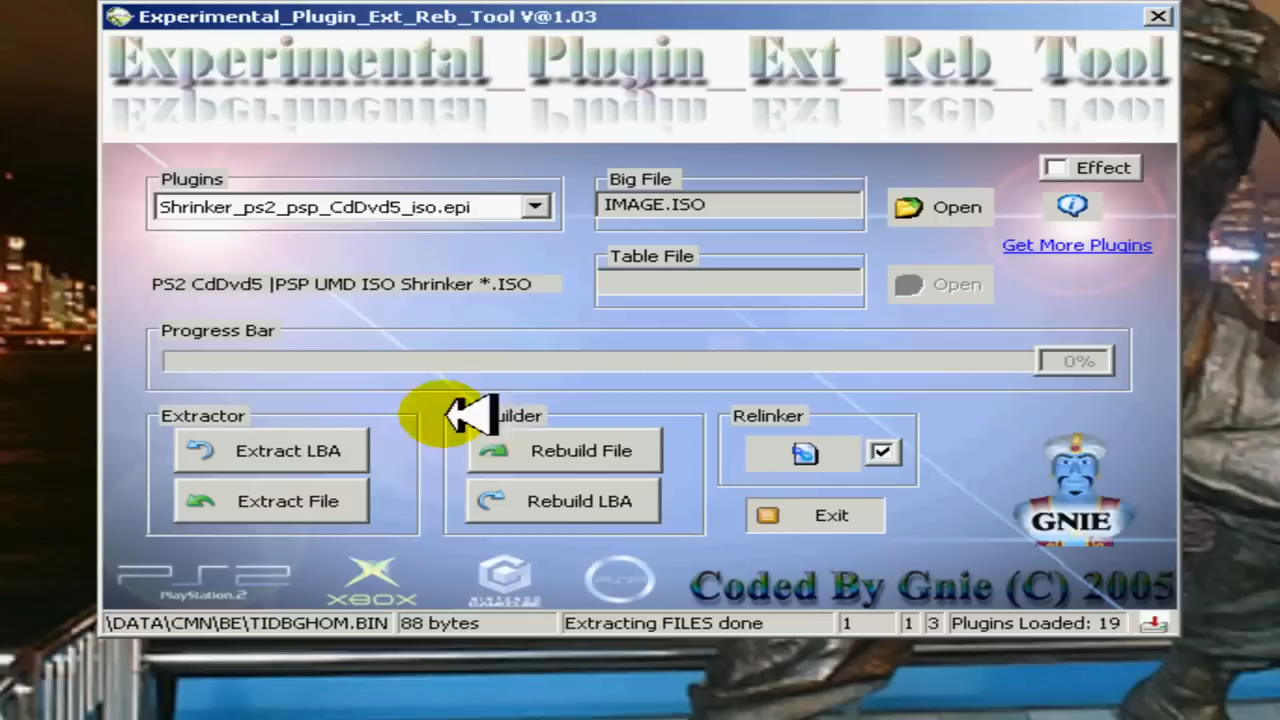 Experimental_Plugin_Ext_Reb_Tool V@1.03
Experimental_Plugin_Ext_Reb_Tool
Effect
Plugins
Shrinker_ps2_psp_CdDvd5_iso.epi
Big File
IMAGE.ISO
Open
Get More Plugins
Table File
PS2 CdDvd5 |PSP UMD ISO Shrinker *.ISO
Open
Progress Bar
0%
Extractor
uilder
Relinker
Extract LBA
Rebuild File
Extract File
Rebuild LBA
Exit
GNIE
PS2
PlayStation.2
XBOX
NINTENDO
GAMECUBE
PSP
Coded By Gnie (C) 2005
\DATA\CMN\BE\TIDBGHOM.BIN 88 bytes Extracting FILES done 1 1 3 Plugins Loaded: 19